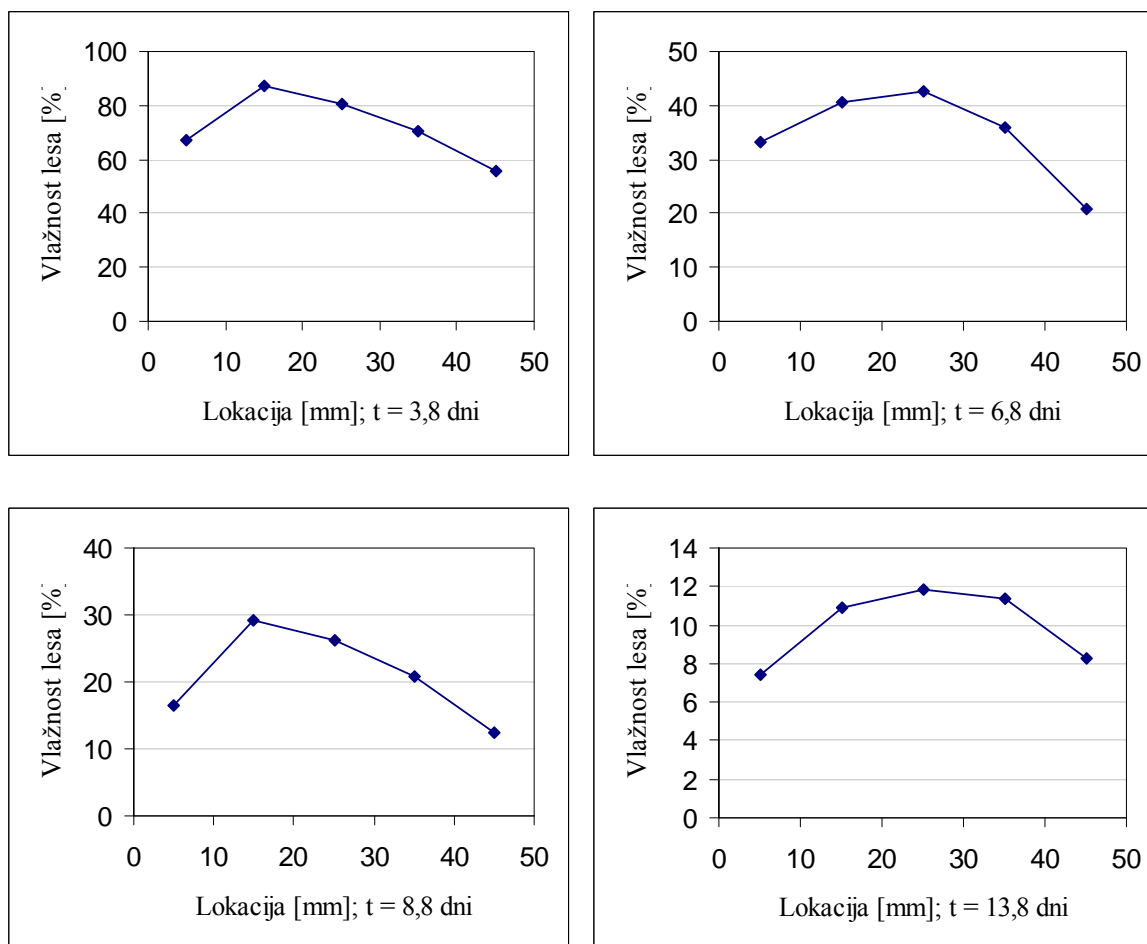 100
80
60
40
20
0
Vlažnost lesa [%]
0 10 20 30 40 50
Lokacija [mm]; t = 3,8 dni
50
40
30
20
10
0
Vlažnost lesa [%]
0 10 20 30 40 50
Lokacija [mm]; t = 6,8 dni
40
30
20
10
0
Vlažnost lesa [%]
0 10 20 30 40 50
Lokacija [mm]; t = 8,8 dni
14
12
10
8
6
4
2
0
Vlažnost lesa [%]
0 10 20 30 40 50
Lokacija [mm]; t = 13,8 dni